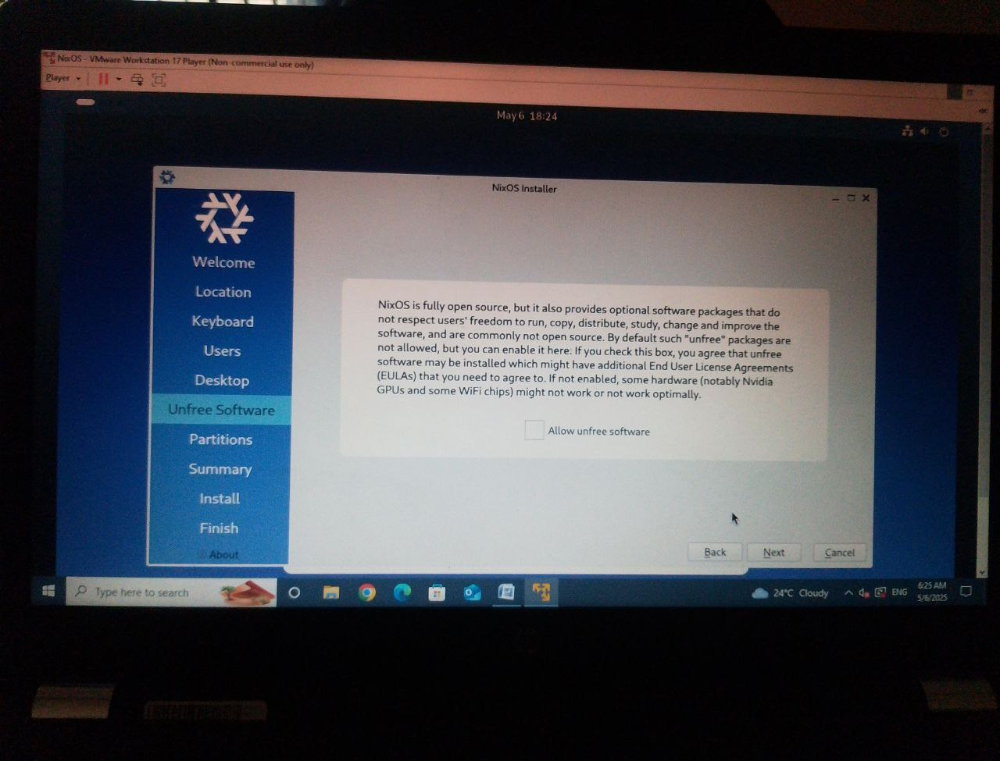 NixOS - VMware Workstation 17 Player (Non-commercial use only)
Player
May 6 18:24
NixOS Installer
Welcome
Location
Keyboard
Users
Desktop
Unfree Software
Partitions
Summary
Install
Finish
About
NixOS is fully open source, but it also provides optional software packages that do
not respect users' freedom to run, copy, distribute, study, change and improve the
software, and are commonly not open source. By default such "unfree" packages are
not allowed, but you can enable it here. If you check this box, you agree that unfree
software may be installed which might have additional End User License Agreements
(EULAs) that you need to agree to. If not enabled, some hardware (notably Nvidia
GPUs and some WiFi chips) might not work or not work optimally.
Allow unfree software
Back
Next
Cancel
Type here to search
24°C Cloudy
ENG
6:25 AM
5/6/2025